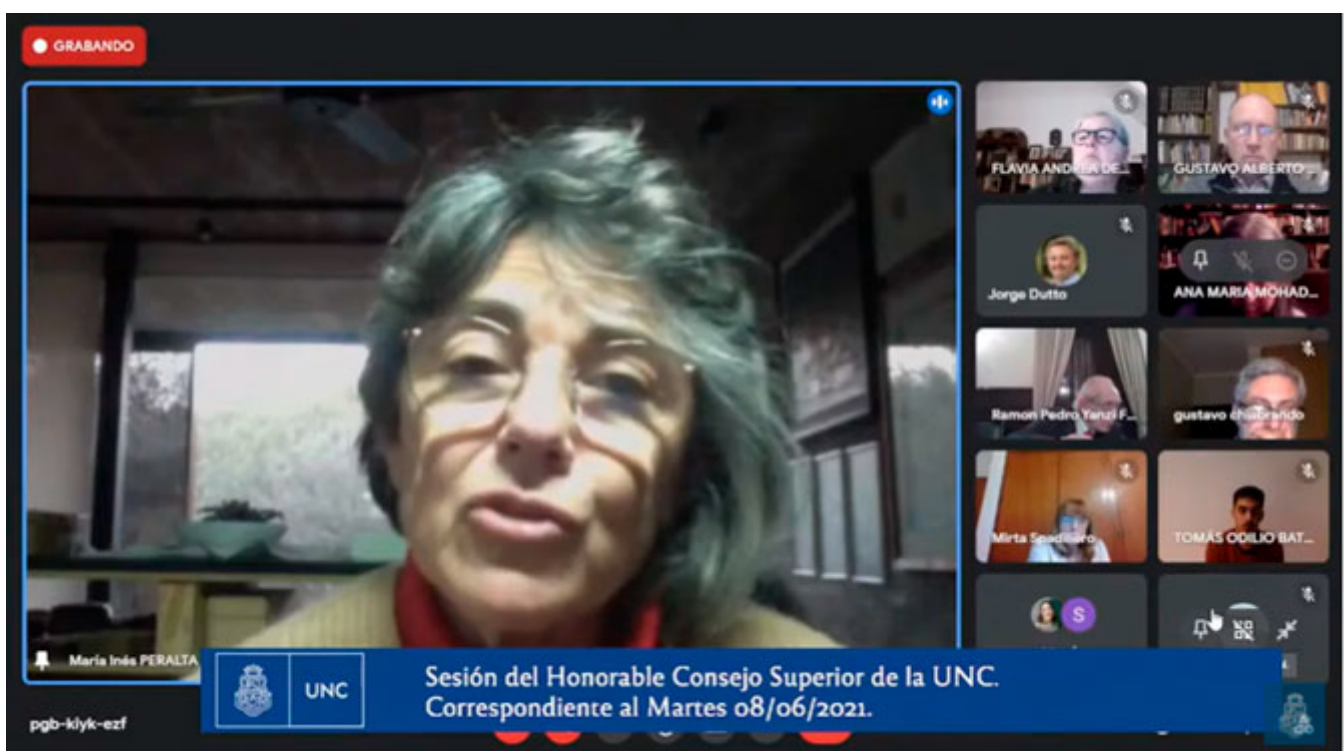 GRABANDO
FLAVIA ANDREA DE...
GUSTAVO ALBERTO ...
Jorge Dutto
ANA MARIA MOHAD...
Ramon Pedro Yanzi F...
gustavo chiabrando
Mirta Spadiliero
TOMÁS ODILIO BAT...
S
María Inés PERALTA
UNC
Sesión del Honorable Consejo Superior de la UNC.
Correspondiente al Martes 08/06/2021.
pgb-kiyk-ezf